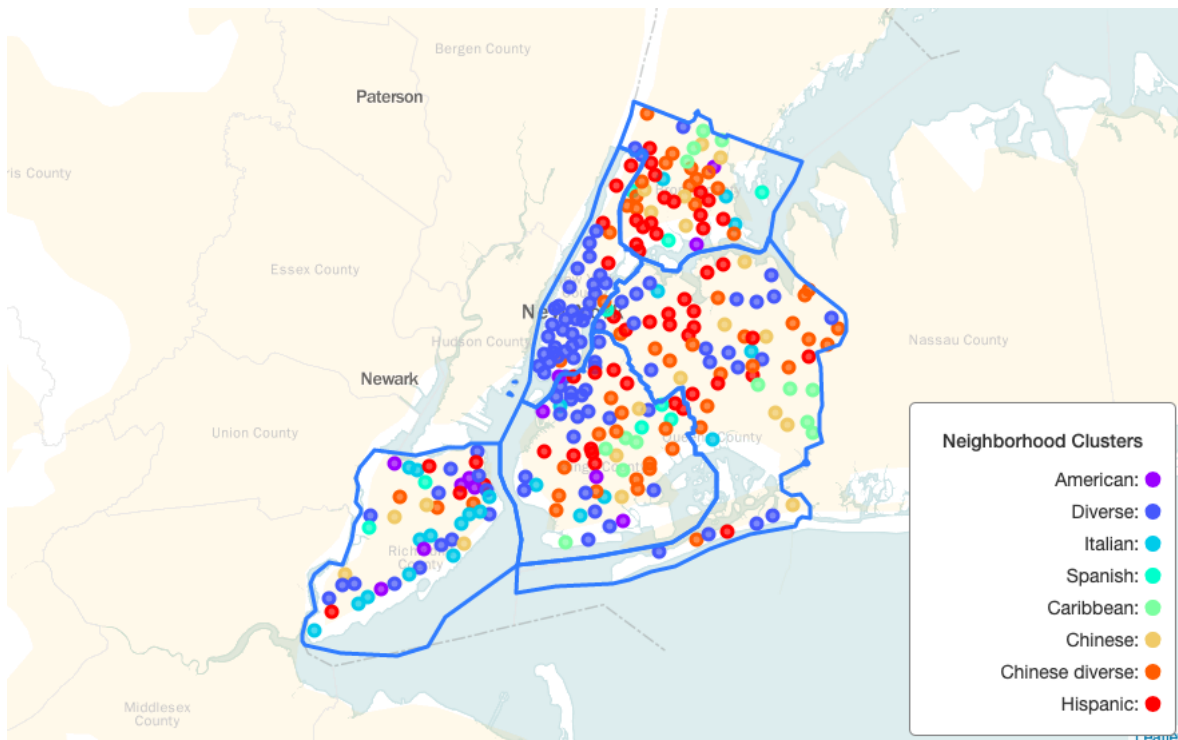 Bergen County
Paterson
ris County
Essex County
Hudson County
Newark
Nassau County
Union County
Queens County
County
Middlesex
County
Neighborhood Clusters
American:
Diverse:
Italian:
Spanish:
Caribbean:
Chinese:
Chinese diverse:
Hispanic: